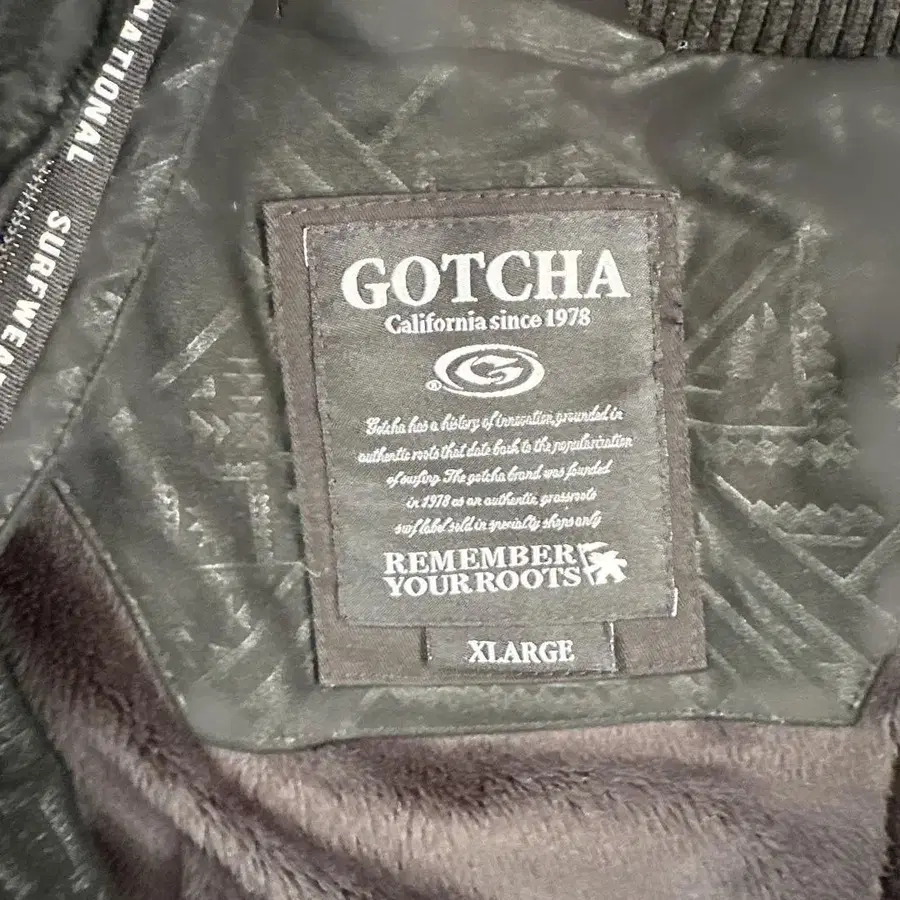 NATIONAL SURFWEA
GOTCHA
California since 1978
®
Gotcha has a history of innovation,grounded in
authentic roots that date back to the popularization
of surfing The gotcha brand was founded
in 1978 as an authentic, grassroots
surf label sold in specialty shops only
REMEMBER
YOUR ROOTS
XLARGE